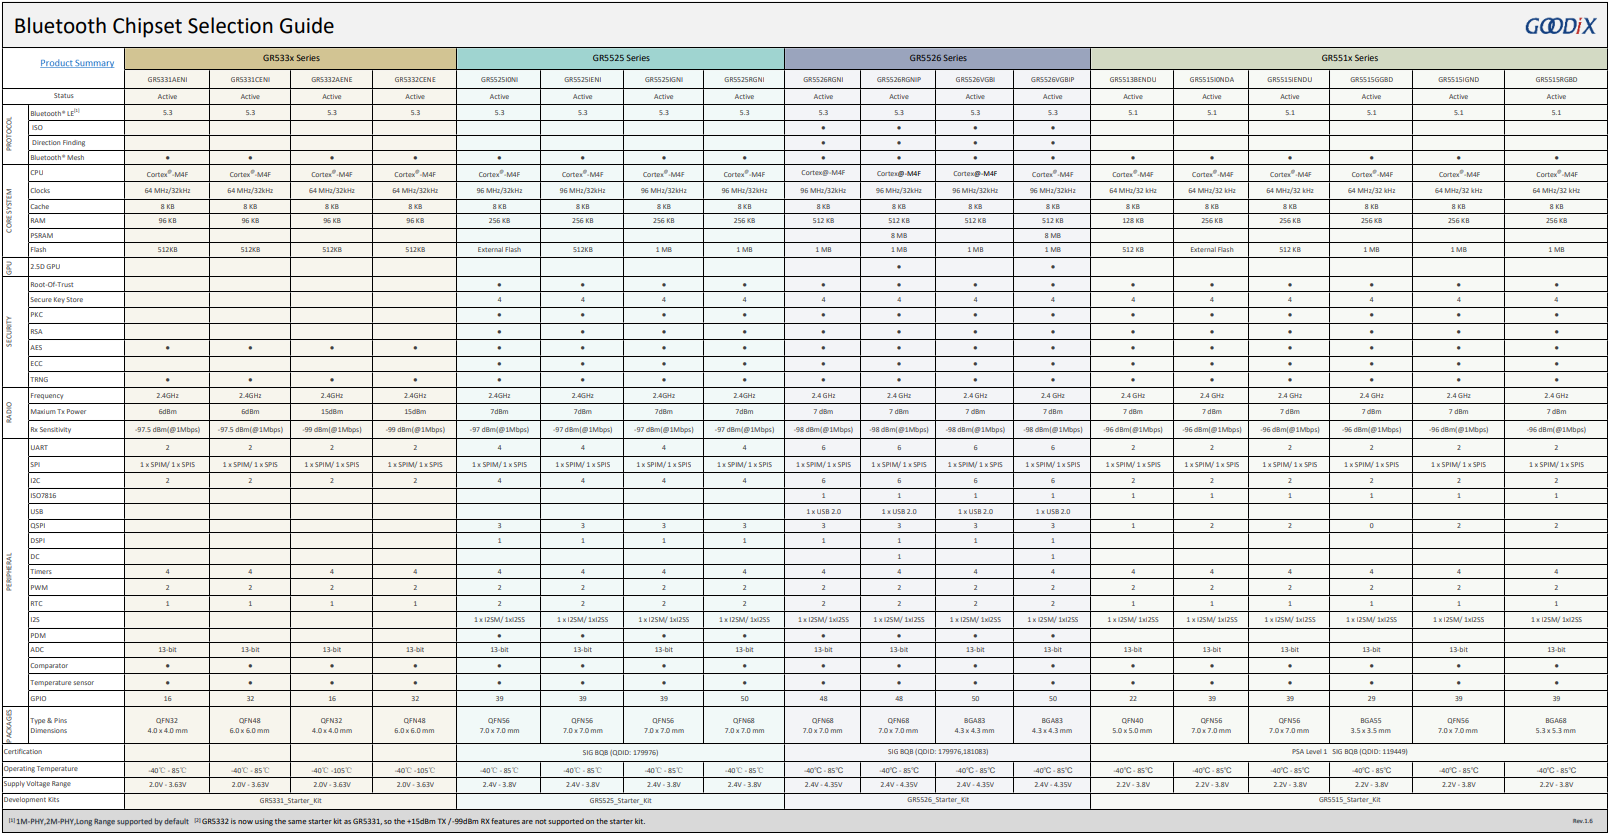 Bluetooth Chipset Selection Guide
GOODiX
Product Summary GR533x Series GR5525 Series GR5526 Series GR551x Series
GR5331AENI GR5331CENI GR5332AENE GR5332CENE GR5525I0NI GR5525IENI GR5525IGNI GR5525RGNI GR5526RGNI GR5526RGNIP GR5526VGBI GR5526VGBIP GR5513BENDU GR5515I0NDA GR5515IENDU GR5515GGBD GR5515IGND GR5515RGBD
Status Active Active Active Active Active Active Active Active Active Active Active Active Active Active Active Active Active Active
PROTOCOL
Bluetooth® LE[1] 5.3 5.3 5.3 5.3 5.3 5.3 5.3 5.3 5.3 5.3 5.3 5.3 5.1 5.1 5.1 5.1 5.1 5.1
ISO ● ● ● ●
Direction Finding ● ● ● ●
Bluetooth® Mesh ● ● ● ● ● ● ● ● ● ● ● ● ● ● ● ● ● ●
CORE SYSTEM
CPU Cortex®-M4F Cortex®-M4F Cortex®-M4F Cortex®-M4F Cortex®-M4F Cortex®-M4F Cortex®-M4F Cortex®-M4F Cortex®-M4F Cortex®-M4F Cortex®-M4F Cortex®-M4F Cortex®-M4F Cortex®-M4F Cortex®-M4F Cortex®-M4F Cortex®-M4F Cortex®-M4F
Clocks 64 MHz/32kHz 64 MHz/32kHz 64 MHz/32kHz 64 MHz/32kHz 96 MHz/32kHz 96 MHz/32kHz 96 MHz/32kHz 96 MHz/32kHz 96 MHz/32kHz 96 MHz/32kHz 96 MHz/32kHz 96 MHz/32kHz 64 MHz/32 kHz 64 MHz/32 kHz 64 MHz/32 kHz 64 MHz/32 kHz 64 MHz/32 kHz 64 MHz/32 kHz
Cache 8 KB 8 KB 8 KB 8 KB 8 KB 8 KB 8 KB 8 KB 8 KB 8 KB 8 KB 8 KB 8 KB 8 KB 8 KB 8 KB 8 KB 8 KB
RAM 96 KB 96 KB 96 KB 96 KB 256 KB 256 KB 256 KB 256 KB 512 KB 512 KB 512 KB 512 KB 128 KB 256 KB 256 KB 256 KB 256 KB 256 KB
PSRAM 8 MB 8 MB
Flash 512KB 512KB 512KB 512KB External Flash 512KB 1 MB 1 MB 1 MB 1 MB 1 MB 1 MB 512 KB External Flash 512 KB 1 MB 1 MB 1 MB
GPU
2.5D GPU ● ●
SECURITY
Root-Of-Trust ● ● ● ● ● ● ● ● ● ● ● ● ● ●
Secure Key Store 4 4 4 4 4 4 4 4 4 4 4 4 4 4
PKC ● ● ● ● ● ● ● ● ● ● ● ● ● ●
RSA ● ● ● ● ● ● ● ● ● ● ● ● ● ●
AES ● ● ● ● ● ● ● ● ● ● ● ● ● ● ● ● ● ●
ECC ● ● ● ● ● ● ● ● ● ● ● ● ● ●
TRNG ● ● ● ● ● ● ● ● ● ● ● ● ● ● ● ● ● ●
RADIO
Frequency 2.4GHz 2.4GHz 2.4GHz 2.4GHz 2.4GHz 2.4GHz 2.4GHz 2.4GHz 2.4 GHz 2.4 GHz 2.4 GHz 2.4 GHz 2.4 GHz 2.4 GHz 2.4 GHz 2.4 GHz 2.4 GHz 2.4 GHz
Maxium Tx Power 6dBm 6dBm 15dBm 15dBm 7dBm 7dBm 7dBm 7dBm 7 dBm 7 dBm 7 dBm 7 dBm 7 dBm 7 dBm 7 dBm 7 dBm 7 dBm 7 dBm
Rx Sensitivity -97.5 dBm(@1Mbps) -97.5 dBm(@1Mbps) -99 dBm(@1Mbps) -99 dBm(@1Mbps) -97 dBm(@1Mbps) -97 dBm(@1Mbps) -97 dBm(@1Mbps) -97 dBm(@1Mbps) -98 dBm(@1Mbps) -98 dBm(@1Mbps) -98 dBm(@1Mbps) -98 dBm(@1Mbps) -96 dBm(@1Mbps) -96 dBm(@1Mbps) -96 dBm(@1Mbps) -96 dBm(@1Mbps) -96 dBm(@1Mbps) -96 dBm(@1Mbps)
PERIPHERAL
UART 2 2 2 2 4 4 4 4 6 6 6 6 2 2 2 2 2 2
SPI 1 x SPIM/ 1 x SPIS 1 x SPIM/ 1 x SPIS 1 x SPIM/ 1 x SPIS 1 x SPIM/ 1 x SPIS 1 x SPIM/ 1 x SPIS 1 x SPIM/ 1 x SPIS 1 x SPIM/ 1 x SPIS 1 x SPIM/ 1 x SPIS 1 x SPIM/ 1 x SPIS 1 x SPIM/ 1 x SPIS 1 x SPIM/ 1 x SPIS 1 x SPIM/ 1 x SPIS 1 x SPIM/ 1 x SPIS 1 x SPIM/ 1 x SPIS 1 x SPIM/ 1 x SPIS 1 x SPIM/ 1 x SPIS 1 x SPIM/ 1 x SPIS 1 x SPIM/ 1 x SPIS
I2C 2 2 2 2 4 4 4 4 6 6 6 6 2 2 2 2 2 2
ISO7816 1 1 1 1 1 1 1 1 1 1
USB 1 x USB 2.0 1 x USB 2.0 1 x USB 2.0 1 x USB 2.0
QSPI 3 3 3 3 3 3 3 3 1 2 2 0 2 2
DSPI 1 1 1 1 1 1 1 1
DC 1 1
Timers 4 4 4 4 4 4 4 4 4 4 4 4 4 4 4 4 4 4
PWM 2 2 2 2 2 2 2 2 2 2 2 2 2 2 2 2 2 2
RTC 1 1 1 1 2 2 2 2 2 2 2 2 1 1 1 1 1 1
I2S 1 x I2SM/ 1xI2SS 1 x I2SM/ 1xI2SS 1 x I2SM/ 1xI2SS 1 x I2SM/ 1xI2SS 1 x I2SM/ 1xI2SS 1 x I2SM/ 1xI2SS 1 x I2SM/ 1xI2SS 1 x I2SM/ 1xI2SS 1 x I2SM/ 1xI2SS 1 x I2SM/ 1xI2SS 1 x I2SM/ 1xI2SS 1 x I2SM/ 1xI2SS 1 x I2SM/ 1xI2SS 1 x I2SM/ 1xI2SS
PDM ● ● ● ● ● ● ● ●
ADC 13-bit 13-bit 13-bit 13-bit 13-bit 13-bit 13-bit 13-bit 13-bit 13-bit 13-bit 13-bit 13-bit 13-bit 13-bit 13-bit 13-bit 13-bit
Comparator ● ● ● ● ● ● ● ● ● ● ● ● ● ● ● ● ● ●
Temperature sensor ● ● ● ● ● ● ● ● ● ● ● ● ● ● ● ● ● ●
GPIO 16 32 16 32 39 39 39 50 48 48 50 50 22 39 39 29 39 39
PACKAGES
Type & Pins QFN32 QFN48 QFN32 QFN48 QFN56 QFN56 QFN56 QFN68 QFN68 QFN68 BGA83 BGA83 QFN40 QFN56 QFN56 BGA55 QFN56 BGA68
Dimensions 4.0 x 4.0 mm 6.0 x 6.0 mm 4.0 x 4.0 mm 6.0 x 6.0 mm 7.0 x 7.0 mm 7.0 x 7.0 mm 7.0 x 7.0 mm 7.0 x 7.0 mm 7.0 x 7.0 mm 7.0 x 7.0 mm 4.3 x 4.3 mm 4.3 x 4.3 mm 5.0 x 5.0 mm 7.0 x 7.0 mm 7.0 x 7.0 mm 3.5 x 3.5 mm 7.0 x 7.0 mm 5.3 x 5.3 mm
Certification SIG BQB (QDID: 179976) SIG BQB (QDID: 179976,181083) PSA Level 1 SIG BQB (QDID: 119449)
Operating Temperature -40℃ - 85℃ -40℃ - 85℃ -40℃ -105℃ -40℃ -105℃ -40℃ - 85℃ -40℃ - 85℃ -40℃ - 85℃ -40℃ - 85℃ -40℃ - 85℃ -40℃ - 85℃ -40℃ - 85℃ -40℃ - 85℃ -40℃ - 85℃ -40℃ - 85℃ -40℃ - 85℃ -40℃ - 85℃ -40℃ - 85℃ -40℃ - 85℃
Supply Voltage Range 2.0V - 3.63V 2.0V - 3.63V 2.0V - 3.63V 2.0V - 3.63V 2.4V - 3.8V 2.4V - 3.8V 2.4V - 3.8V 2.4V - 3.8V 2.4V - 4.35V 2.4V - 4.35V 2.4V - 4.35V 2.4V - 4.35V 2.2V - 3.8V 2.2V - 3.8V 2.2V - 3.8V 2.2V - 3.8V 2.2V - 3.8V 2.2V - 3.8V
Development Kits GR5331_Starter_Kit GR5525_Starter_Kit GR5526_Starter_Kit GR5515_Starter_Kit
[1] 1M-PHY,2M-PHY,Long Range supported by default [2] GR5332 is now using the same starter kit as GR5331, so the +15dBm TX /-99dBm RX features are not supported on the starter kit. Rev.1.6